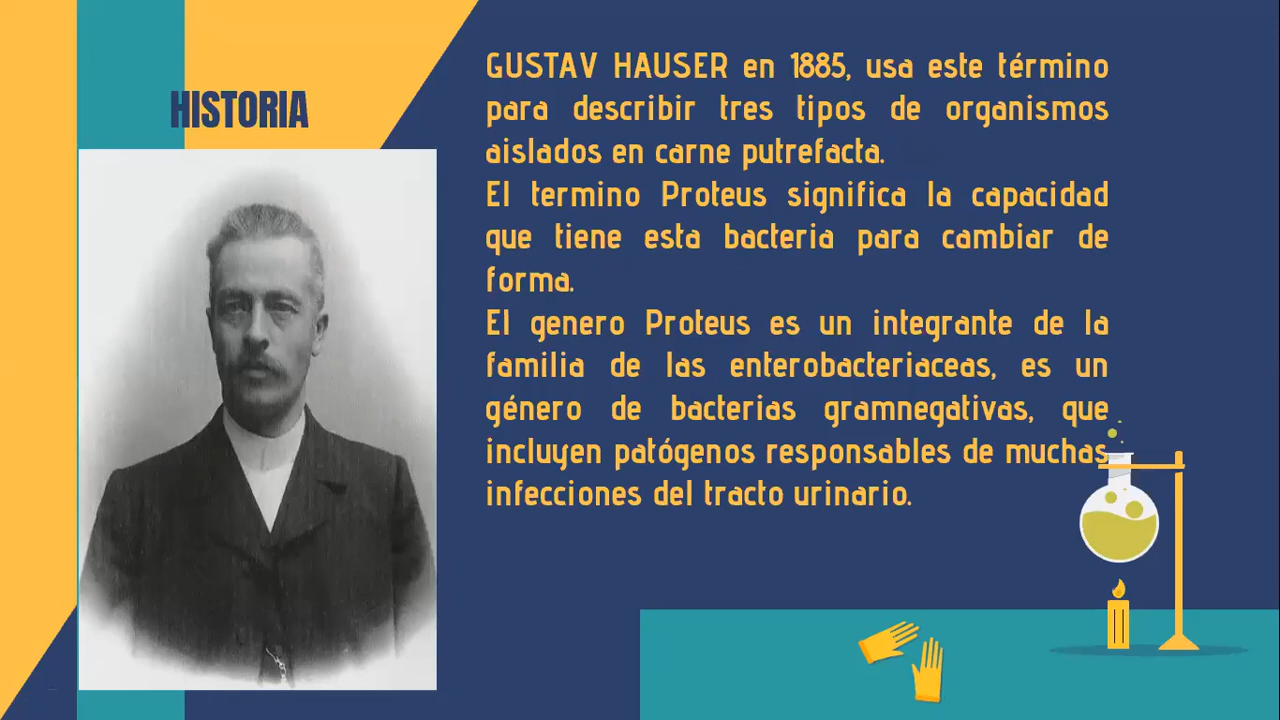 HISTORIA
GUSTAV HAUSER en 1885, usa este término
para describir tres tipos de organismos
aislados en carne putrefacta.
El termino Proteus significa la capacidad
que tiene esta bacteria para cambiar de
forma.
El genero Proteus es un integrante de la
familia de las enterobacteriaceas, es un
género de bacterias gramnegativas, que
incluyen patógenos responsables de muchas
infecciones del tracto urinario.